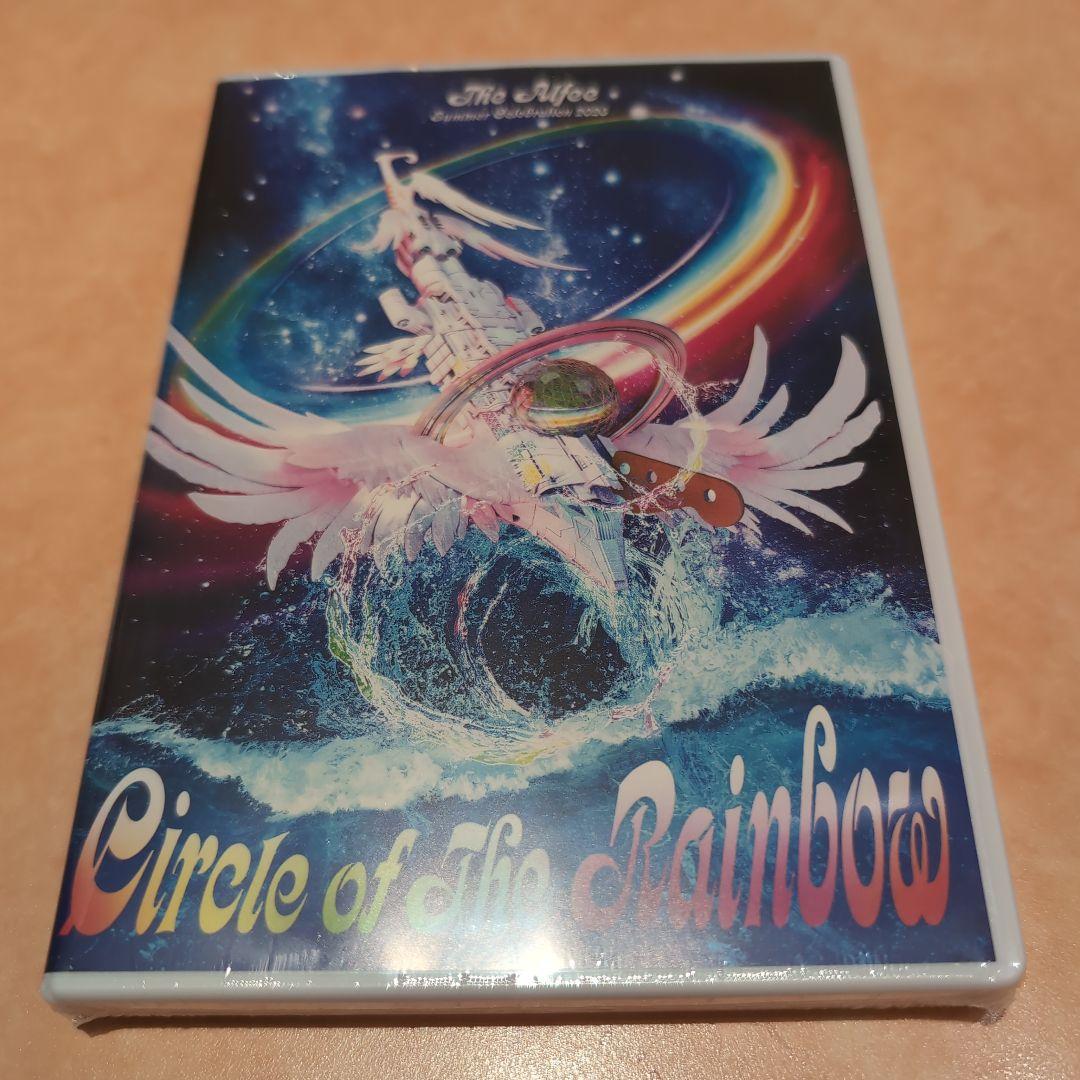 The Alfee
Summer Celebration 2023
Circle of The Rainbow